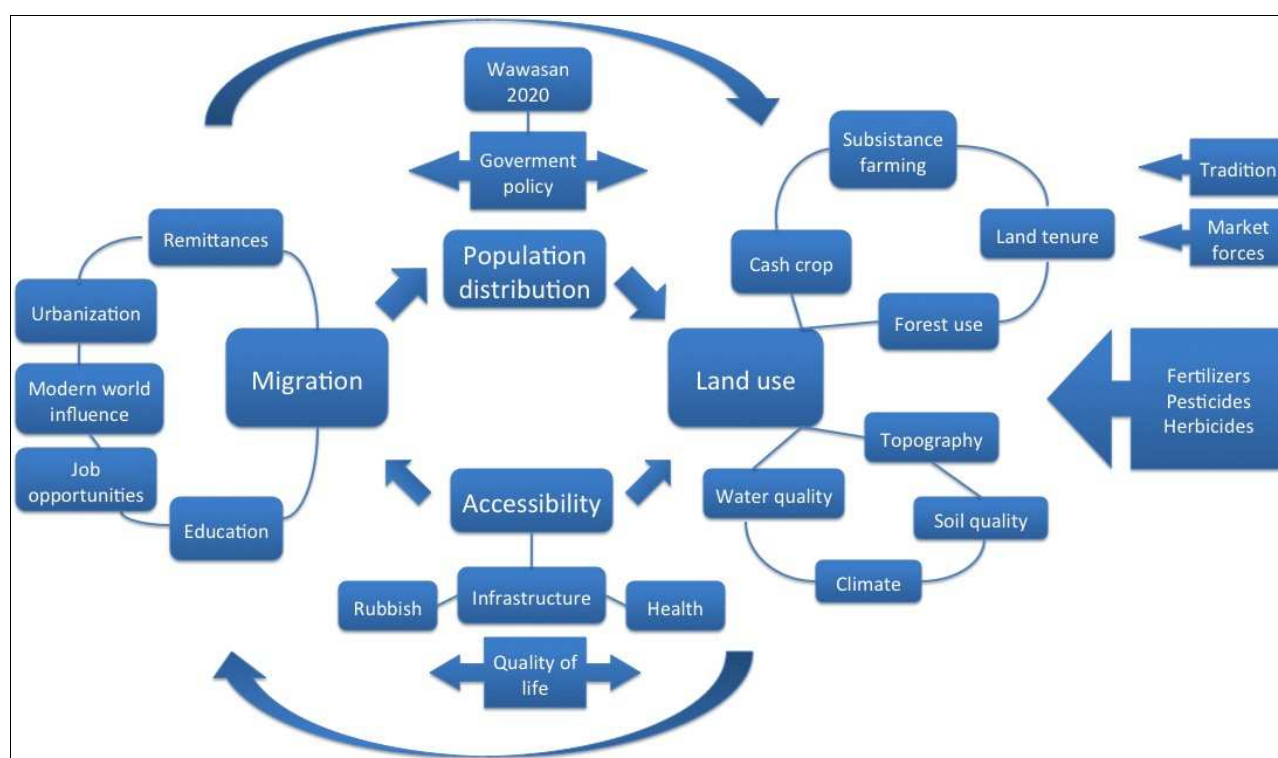 Wawasan
2020
Goverment
policy
Subsistance
farming
Tradition
Market
forces
Remittances
Land tenure
Population
distribution
Cash crop
Urbanization
Forest use
Migration
Land use
Modern world
influence
Fertilizers
Pesticides
Herbicides
Topography
Job
opportunities
Accessibility
Water quality
Education
Soil quality
Climate
Rubbish
Infrastructure
Health
Quality of
life